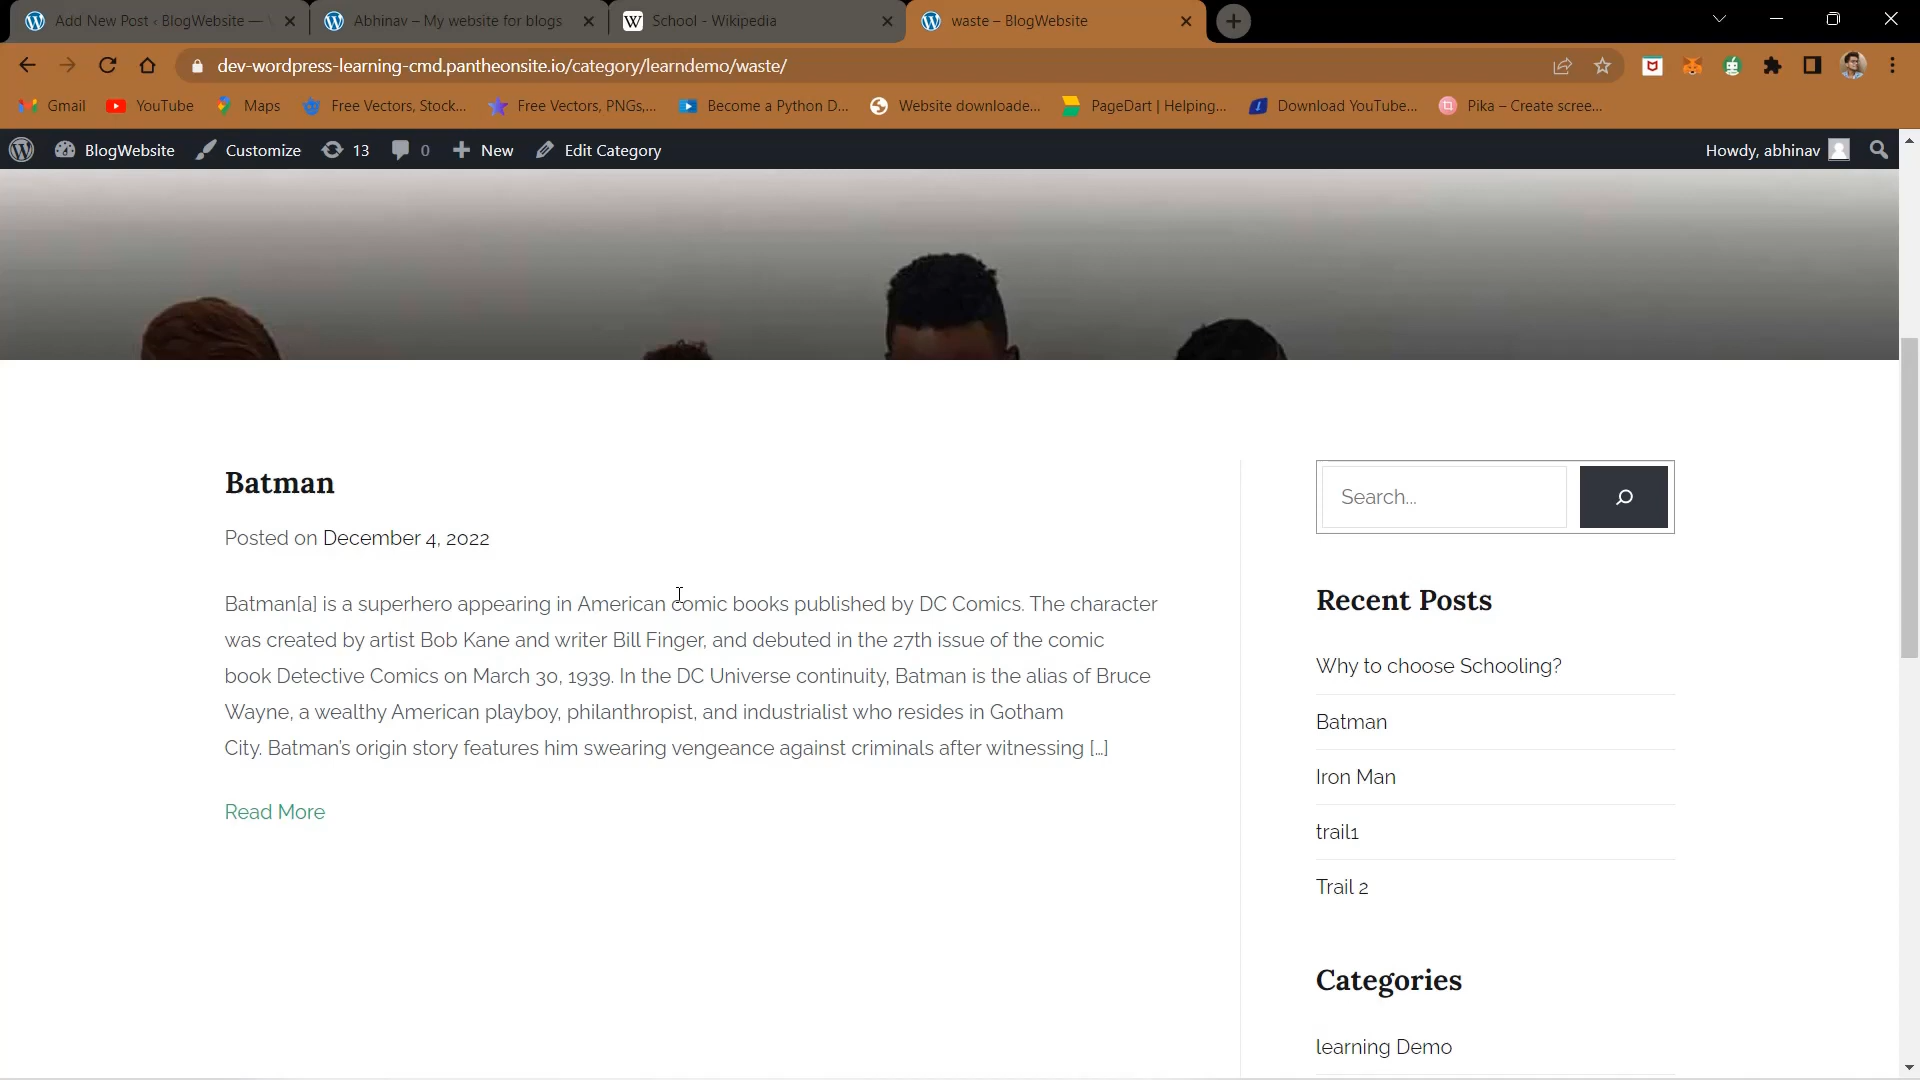 Add New Post ‹ BlogWebsite —
Abhinav – My website for blogs
School - Wikipedia
waste – BlogWebsite
dev-wordpress-learning-cmd.pantheonsite.io/category/learndemo/waste/
Gmail
YouTube
Maps
Free Vectors, Stock...
Free Vectors, PNGs,...
Become a Python D...
Website downloade...
PageDart | Helping...
Download YouTube...
Pika – Create scree...
BlogWebsite
Customize
13
0
New
Edit Category
Howdy, abhinav
Batman
Posted on December 4, 2022
Batman[a] is a superhero appearing in American comic books published by DC Comics. The character
was created by artist Bob Kane and writer Bill Finger, and debuted in the 27th issue of the comic
book Detective Comics on March 30, 1939. In the DC Universe continuity, Batman is the alias of Bruce
Wayne, a wealthy American playboy, philanthropist, and industrialist who resides in Gotham
City. Batman’s origin story features him swearing vengeance against criminals after witnessing […]
Read More
Search...
Recent Posts
Why to choose Schooling?
Batman
Iron Man
trail1
Trail 2
Categories
learning Demo